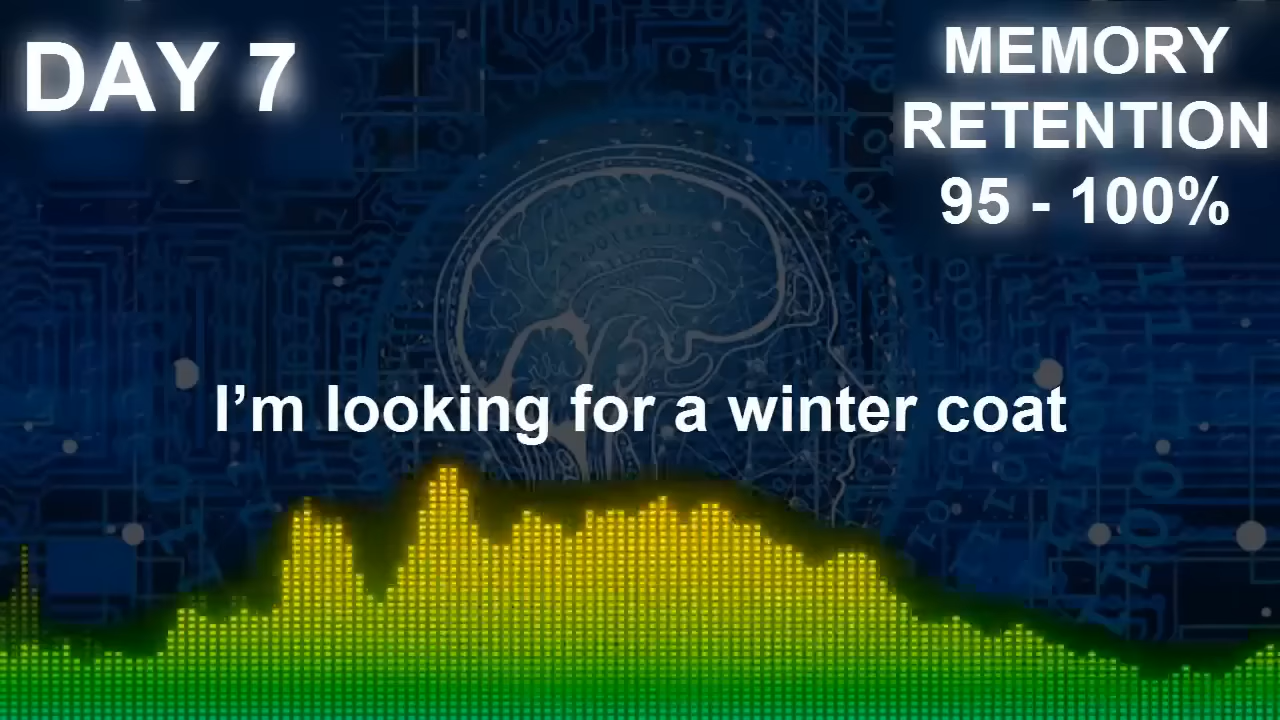 DAY 7
MEMORY
RETENTION
95 - 100%
I’m looking for a winter coat